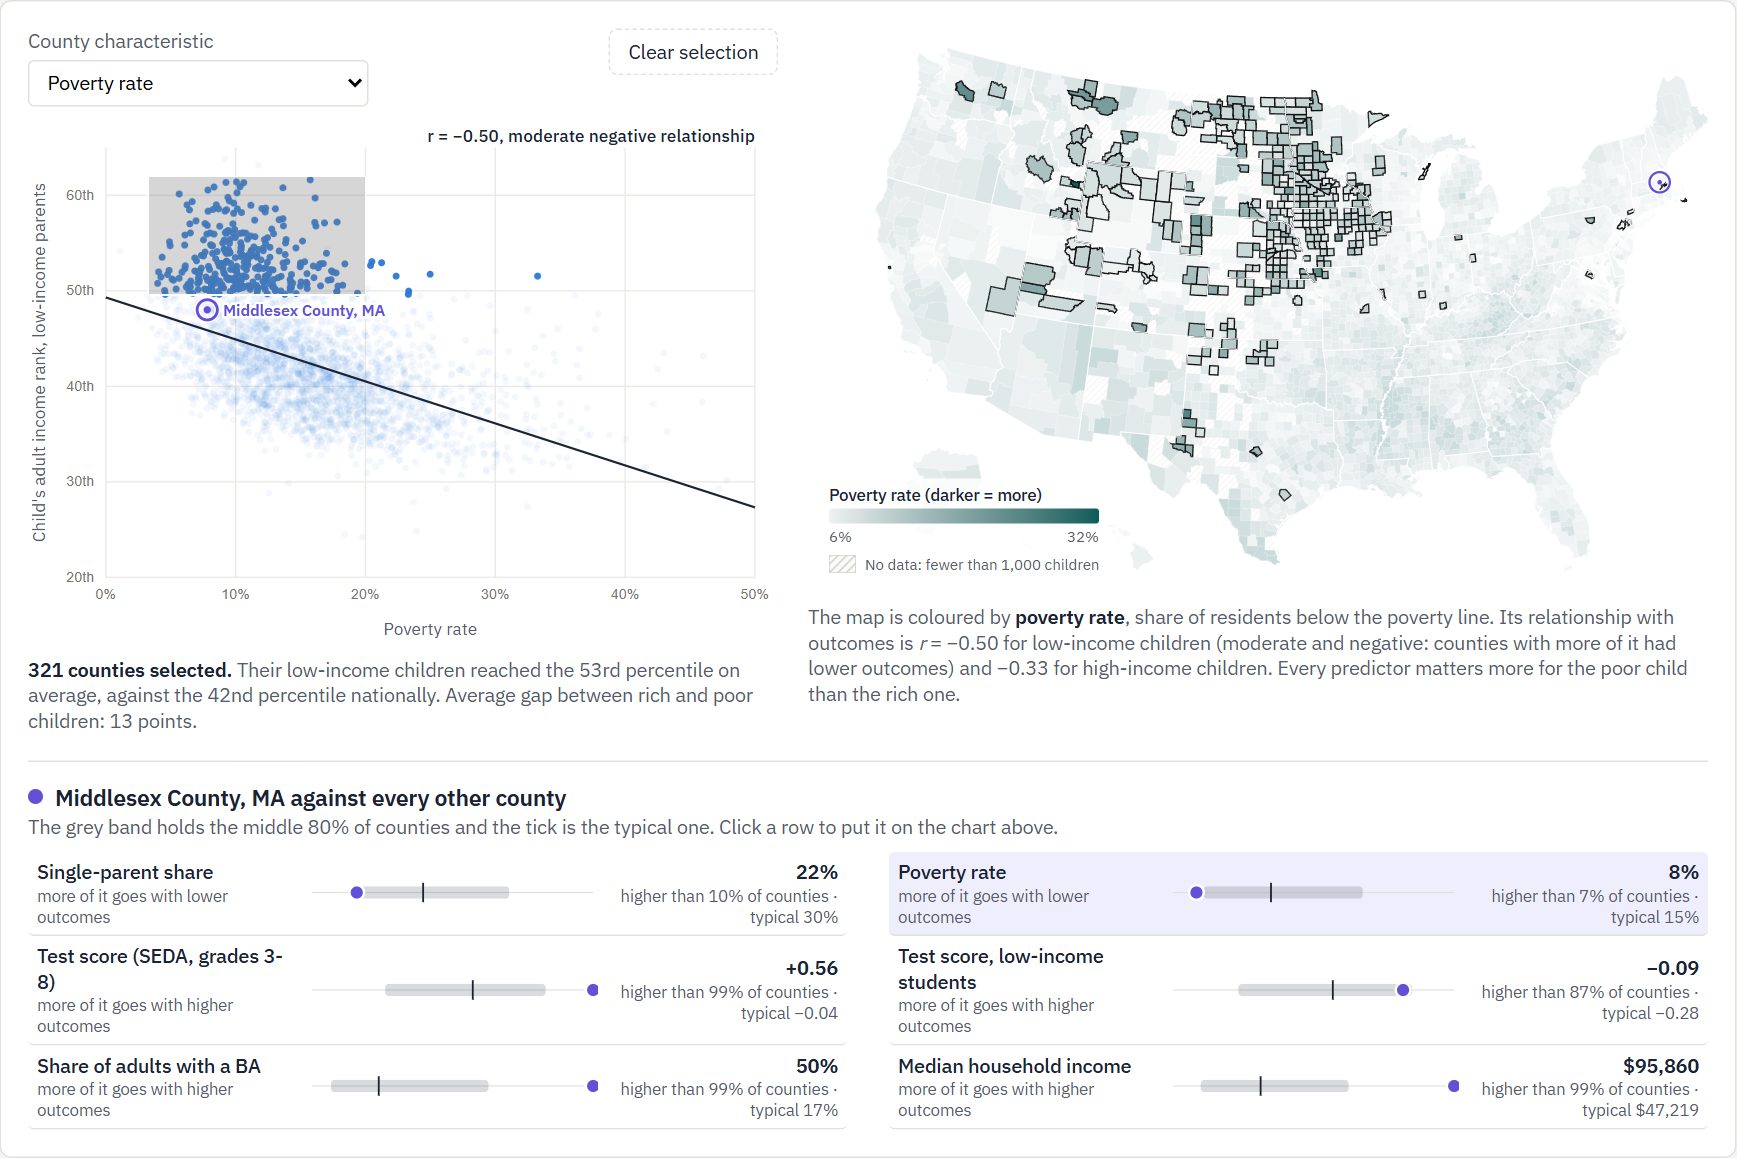 County characteristic
Poverty rate
Clear selection
r = −0.50, moderate negative relationship
Child's adult income rank, low-income parents
60th
50th
40th
30th
20th
Middlesex County, MA
0%
10%
20%
30%
40%
50%
Poverty rate
321 counties selected. Their low-income children reached the 53rd percentile on
average, against the 42nd percentile nationally. Average gap between rich and poor
children: 13 points.
Poverty rate (darker = more)
6%
32%
No data: fewer than 1,000 children
The map is coloured by poverty rate, share of residents below the poverty line. Its relationship with
outcomes is r = −0.50 for low-income children (moderate and negative: counties with more of it had
lower outcomes) and −0.33 for high-income children. Every predictor matters more for the poor child
than the rich one.
Middlesex County, MA against every other county
The grey band holds the middle 80% of counties and the tick is the typical one. Click a row to put it on the chart above.
Single-parent share
more of it goes with lower
outcomes
22%
higher than 10% of counties ·
typical 30%
Poverty rate
more of it goes with lower
outcomes
8%
higher than 7% of counties ·
typical 15%
Test score (SEDA, grades 3-
8)
more of it goes with higher
outcomes
+0.56
higher than 99% of counties ·
typical −0.04
Test score, low-income
students
more of it goes with higher
outcomes
−0.09
higher than 87% of counties ·
typical −0.28
Share of adults with a BA
more of it goes with higher
outcomes
50%
higher than 99% of counties ·
typical 17%
Median household income
more of it goes with higher
outcomes
$95,860
higher than 99% of counties ·
typical $47,219